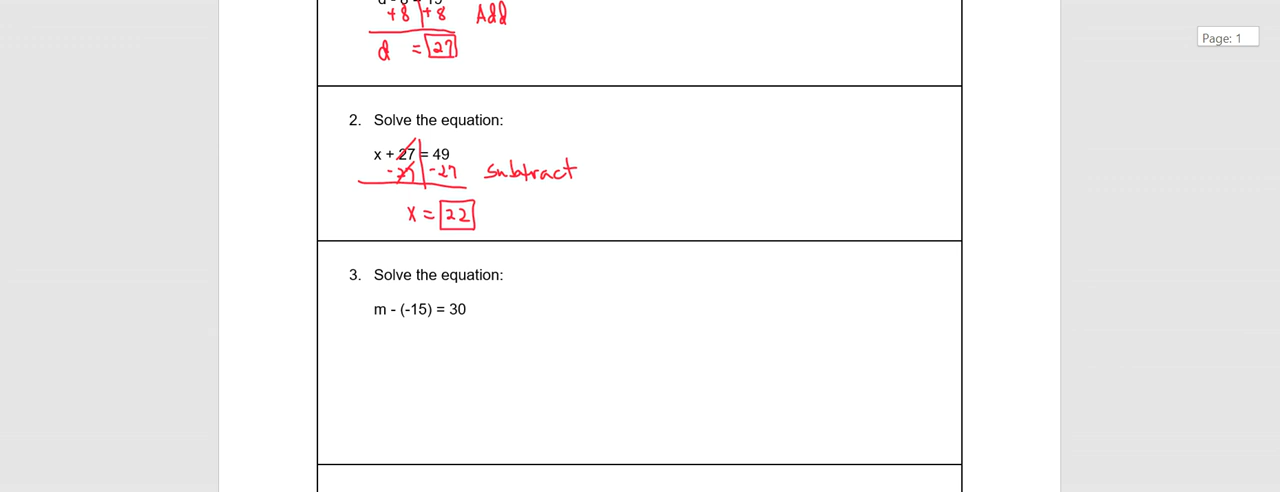 +8 +8 Add
d = 27
Page: 1
2. Solve the equation:
x + 27 = 49
-27 -27 subtract
x = 22
3. Solve the equation:
m - (-15) = 30